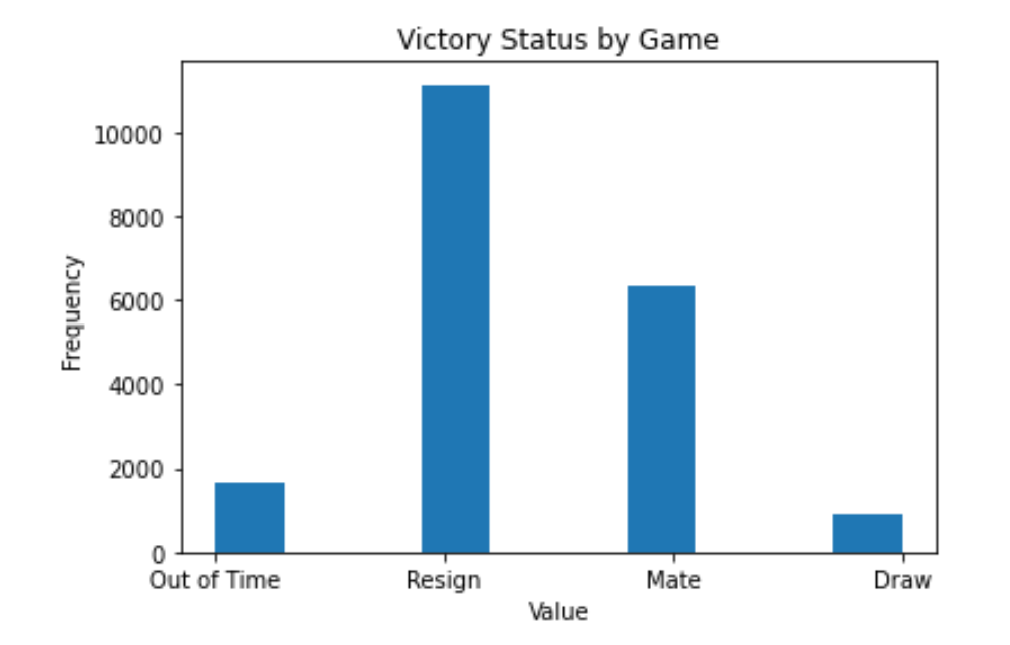 Victory Status by Game
10000
8000
6000
4000
2000
0
Frequency
Out of Time Resign Mate Draw
Value